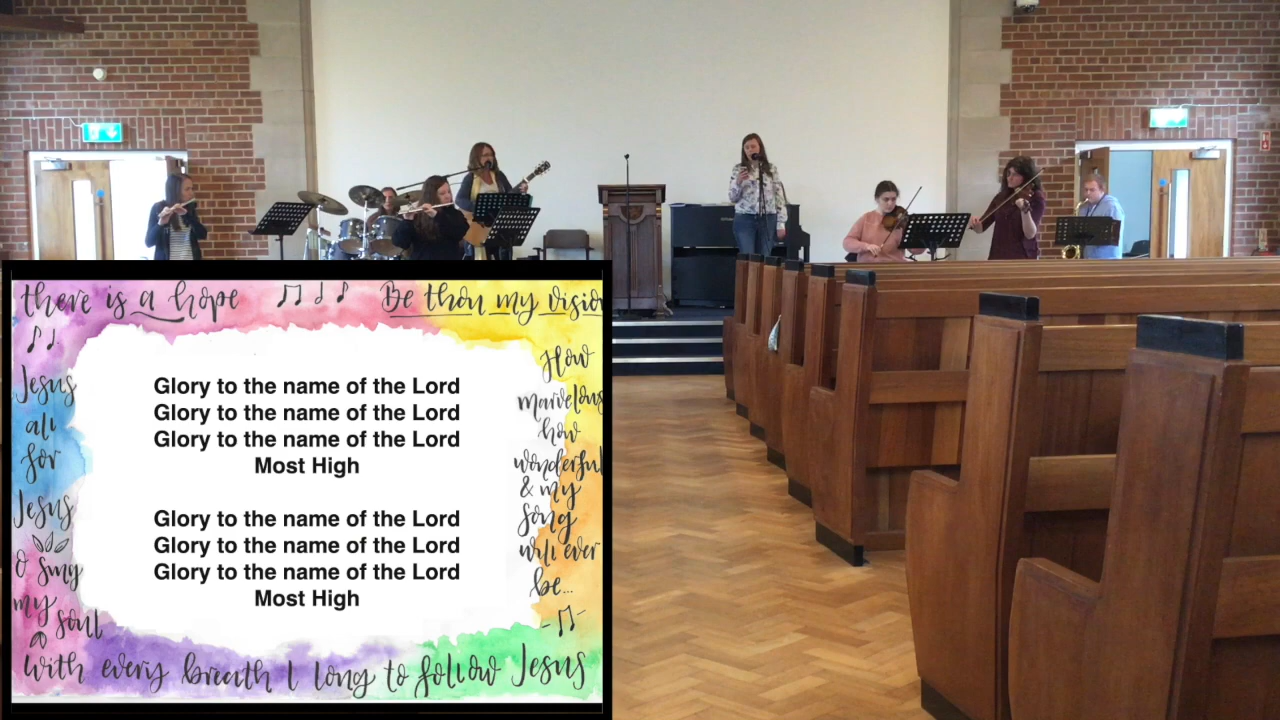 there is a hope
Be thou my visio
Jesus
all
for
Jesus
O sing
my
soul
How
marvelous
how
wonderful
& my
song
will ever
be...
Glory to the name of the Lord
Glory to the name of the Lord
Glory to the name of the Lord
Most High
Glory to the name of the Lord
Glory to the name of the Lord
Glory to the name of the Lord
Most High
with every breath I long to follow Jesus